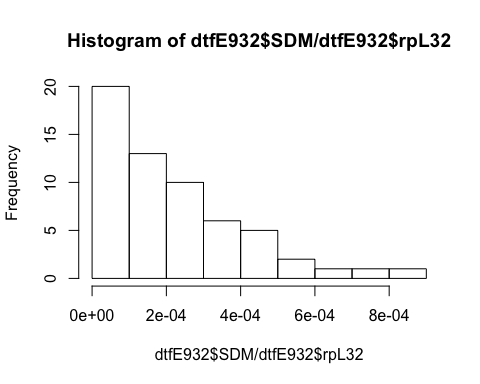 Histogram of dtfE932$SDM/dtfE932$rpL32
Frequency
20
15
10
5
0
0e+00 2e-04 4e-04 6e-04 8e-04
dtfE932$SDM/dtfE932$rpL32